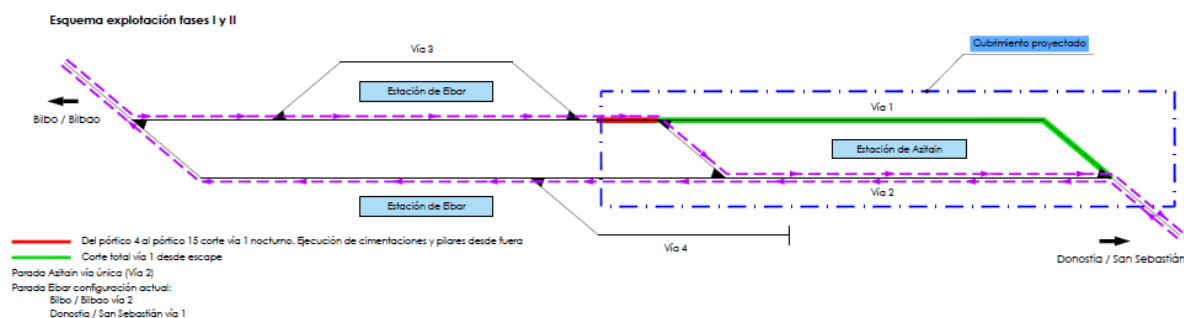 Esquema explotación fases I y II
Vía 3
Cubrimiento proyectado
Estación de Eibar
Vía 1
Bilbo / Bilbao
Estación de Azitain
Estación de Eibar
Vía 2
Vía 4
Del pórtico 4 al pórtico 15 corte vía 1 nocturno. Ejecución de cimentaciones y pilares desde fuera
Corte total vía 1 desde escape
Donostia / San Sebastián
Parada Azitain vía única (Vía 2)
Parada Eibar configuración actual:
Bilbo / Bilbao vía 2
Donostia / San Sebastián vía 1